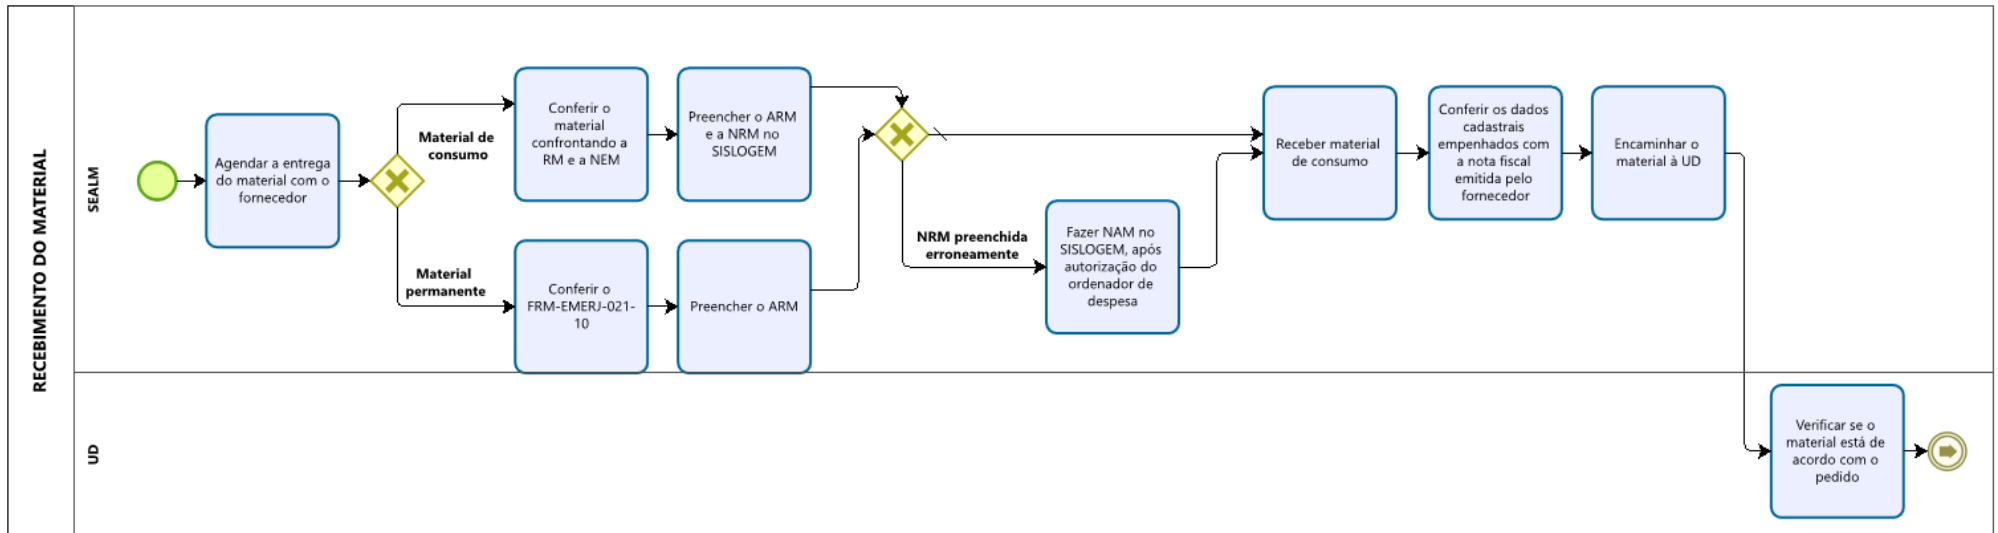 RECEBIMENTO DO MATERIAL
SEALM
Agendar a entrega
do material com o
fornecedor
Material de
consumo
Conferir o
material
confrontando a
RM e a NEM
Preencher o ARM
e a NRM no
SISLOGEM
Material
permanente
Conferir o
FRM-EMERJ-021-
10
Preencher o ARM
NRM preenchida
erroneamente
Fazer NAM no
SISLOGEM, após
autorização do
ordenador de
despesa
Receber material
de consumo
Conferir os dados
cadastrais
empenhados com
a nota fiscal
emitida pelo
fornecedor
Encaminhar o
material à UD
UD
Verificar se o
material está de
acordo com o
pedido